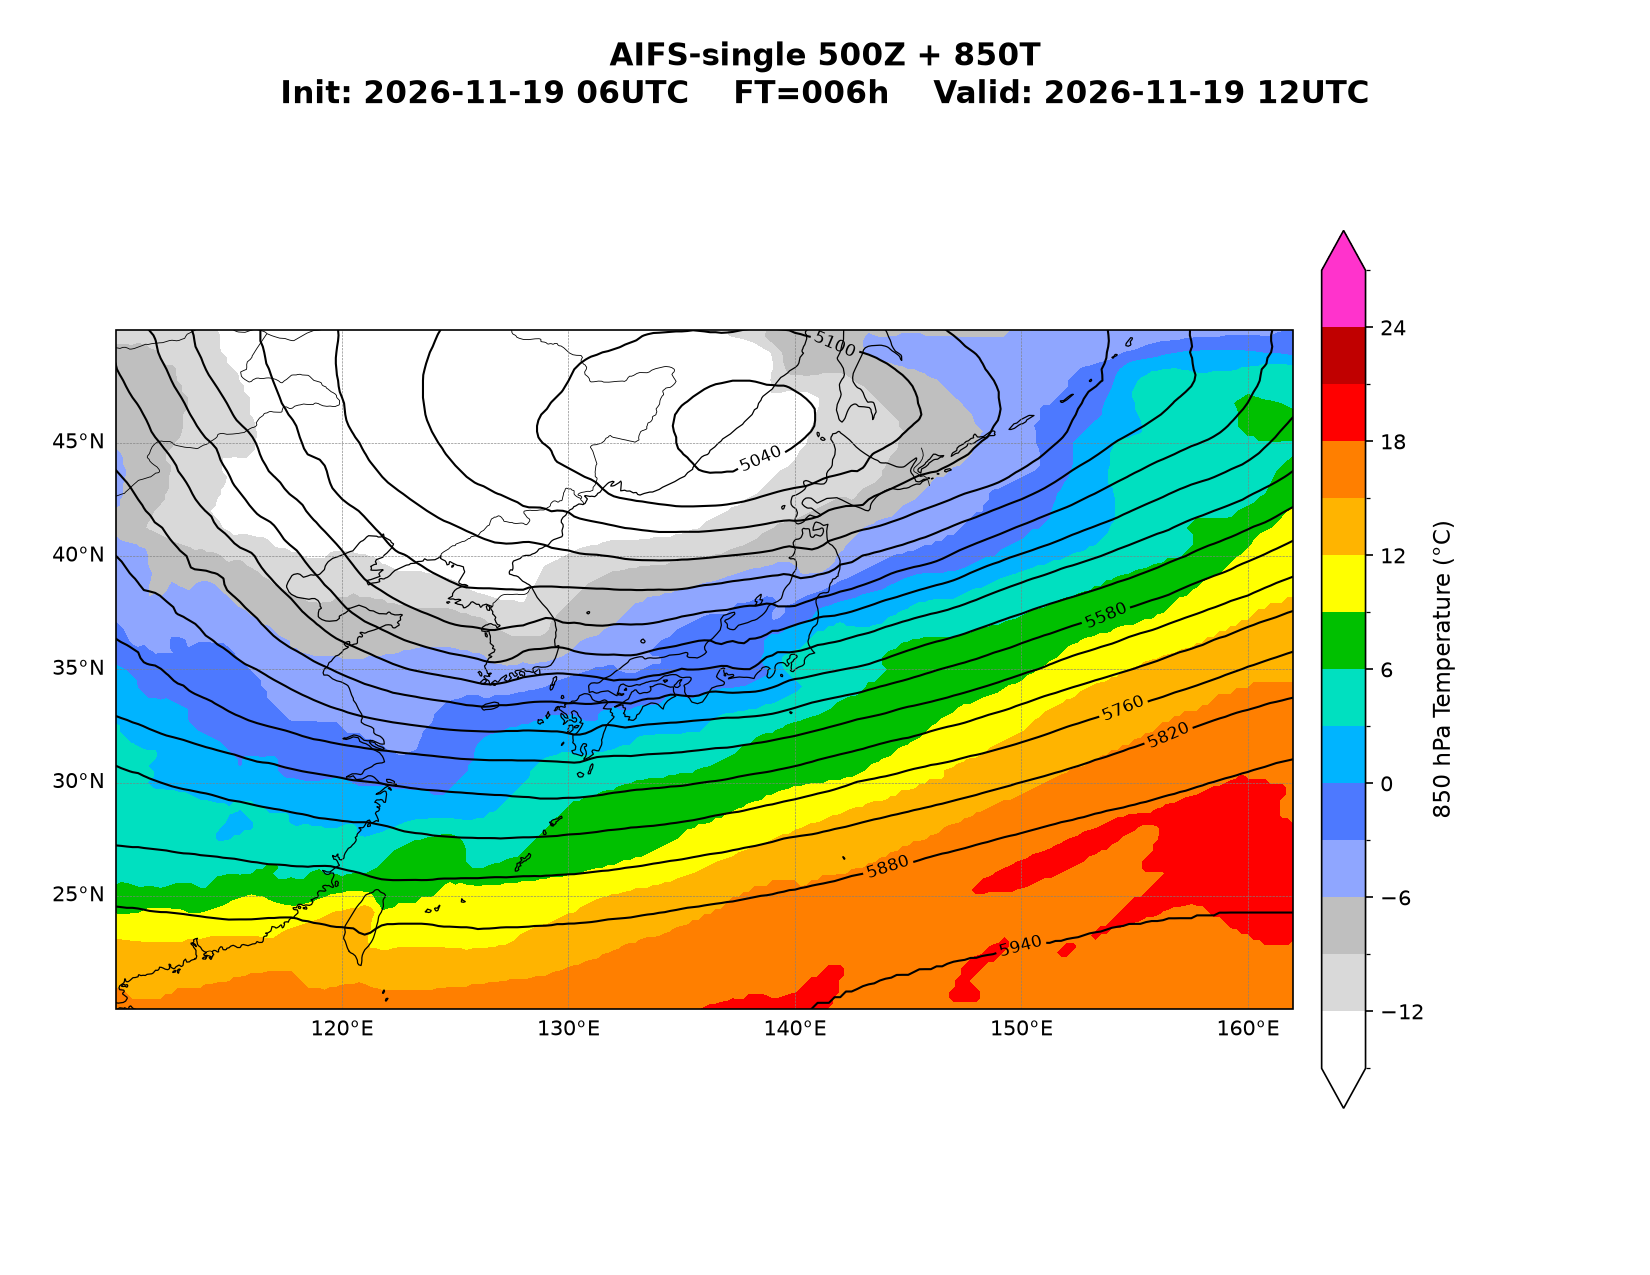 AIFS-single 500Z + 850T
Init: 2026-11-19 06UTC    FT=006h    Valid: 2026-11-19 12UTC
5100
5040
5580
5760
5820
5880
5940
45°N
40°N
35°N
30°N
25°N
120°E
130°E
140°E
150°E
160°E
24
18
12
6
0
−6
−12
850 hPa Temperature (°C)